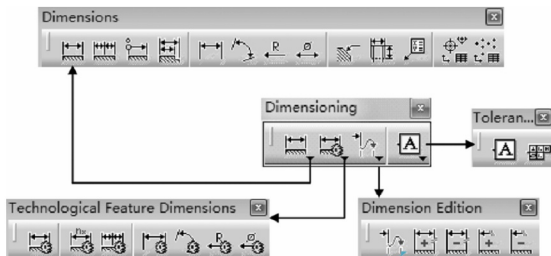 Dimensions
Dimensioning
Toleran...
Technological Feature Dimensions
Dimension Edition
R
A
A
R